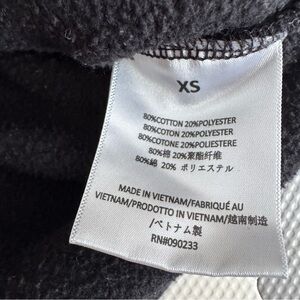 XS
80%COTTON 20%POLYESTER
80%COTON 20%POLYESTER
80%COTONE 20%POLIESTERE
80%棉 20%聚酯纤维
80%綿 20% ポリエステル
MADE IN VIETNAM/FABRIQUÉ AU
VIETNAM/PRODOTTO IN VIETNAM/越南制造
/ベトナム製
RN#090233